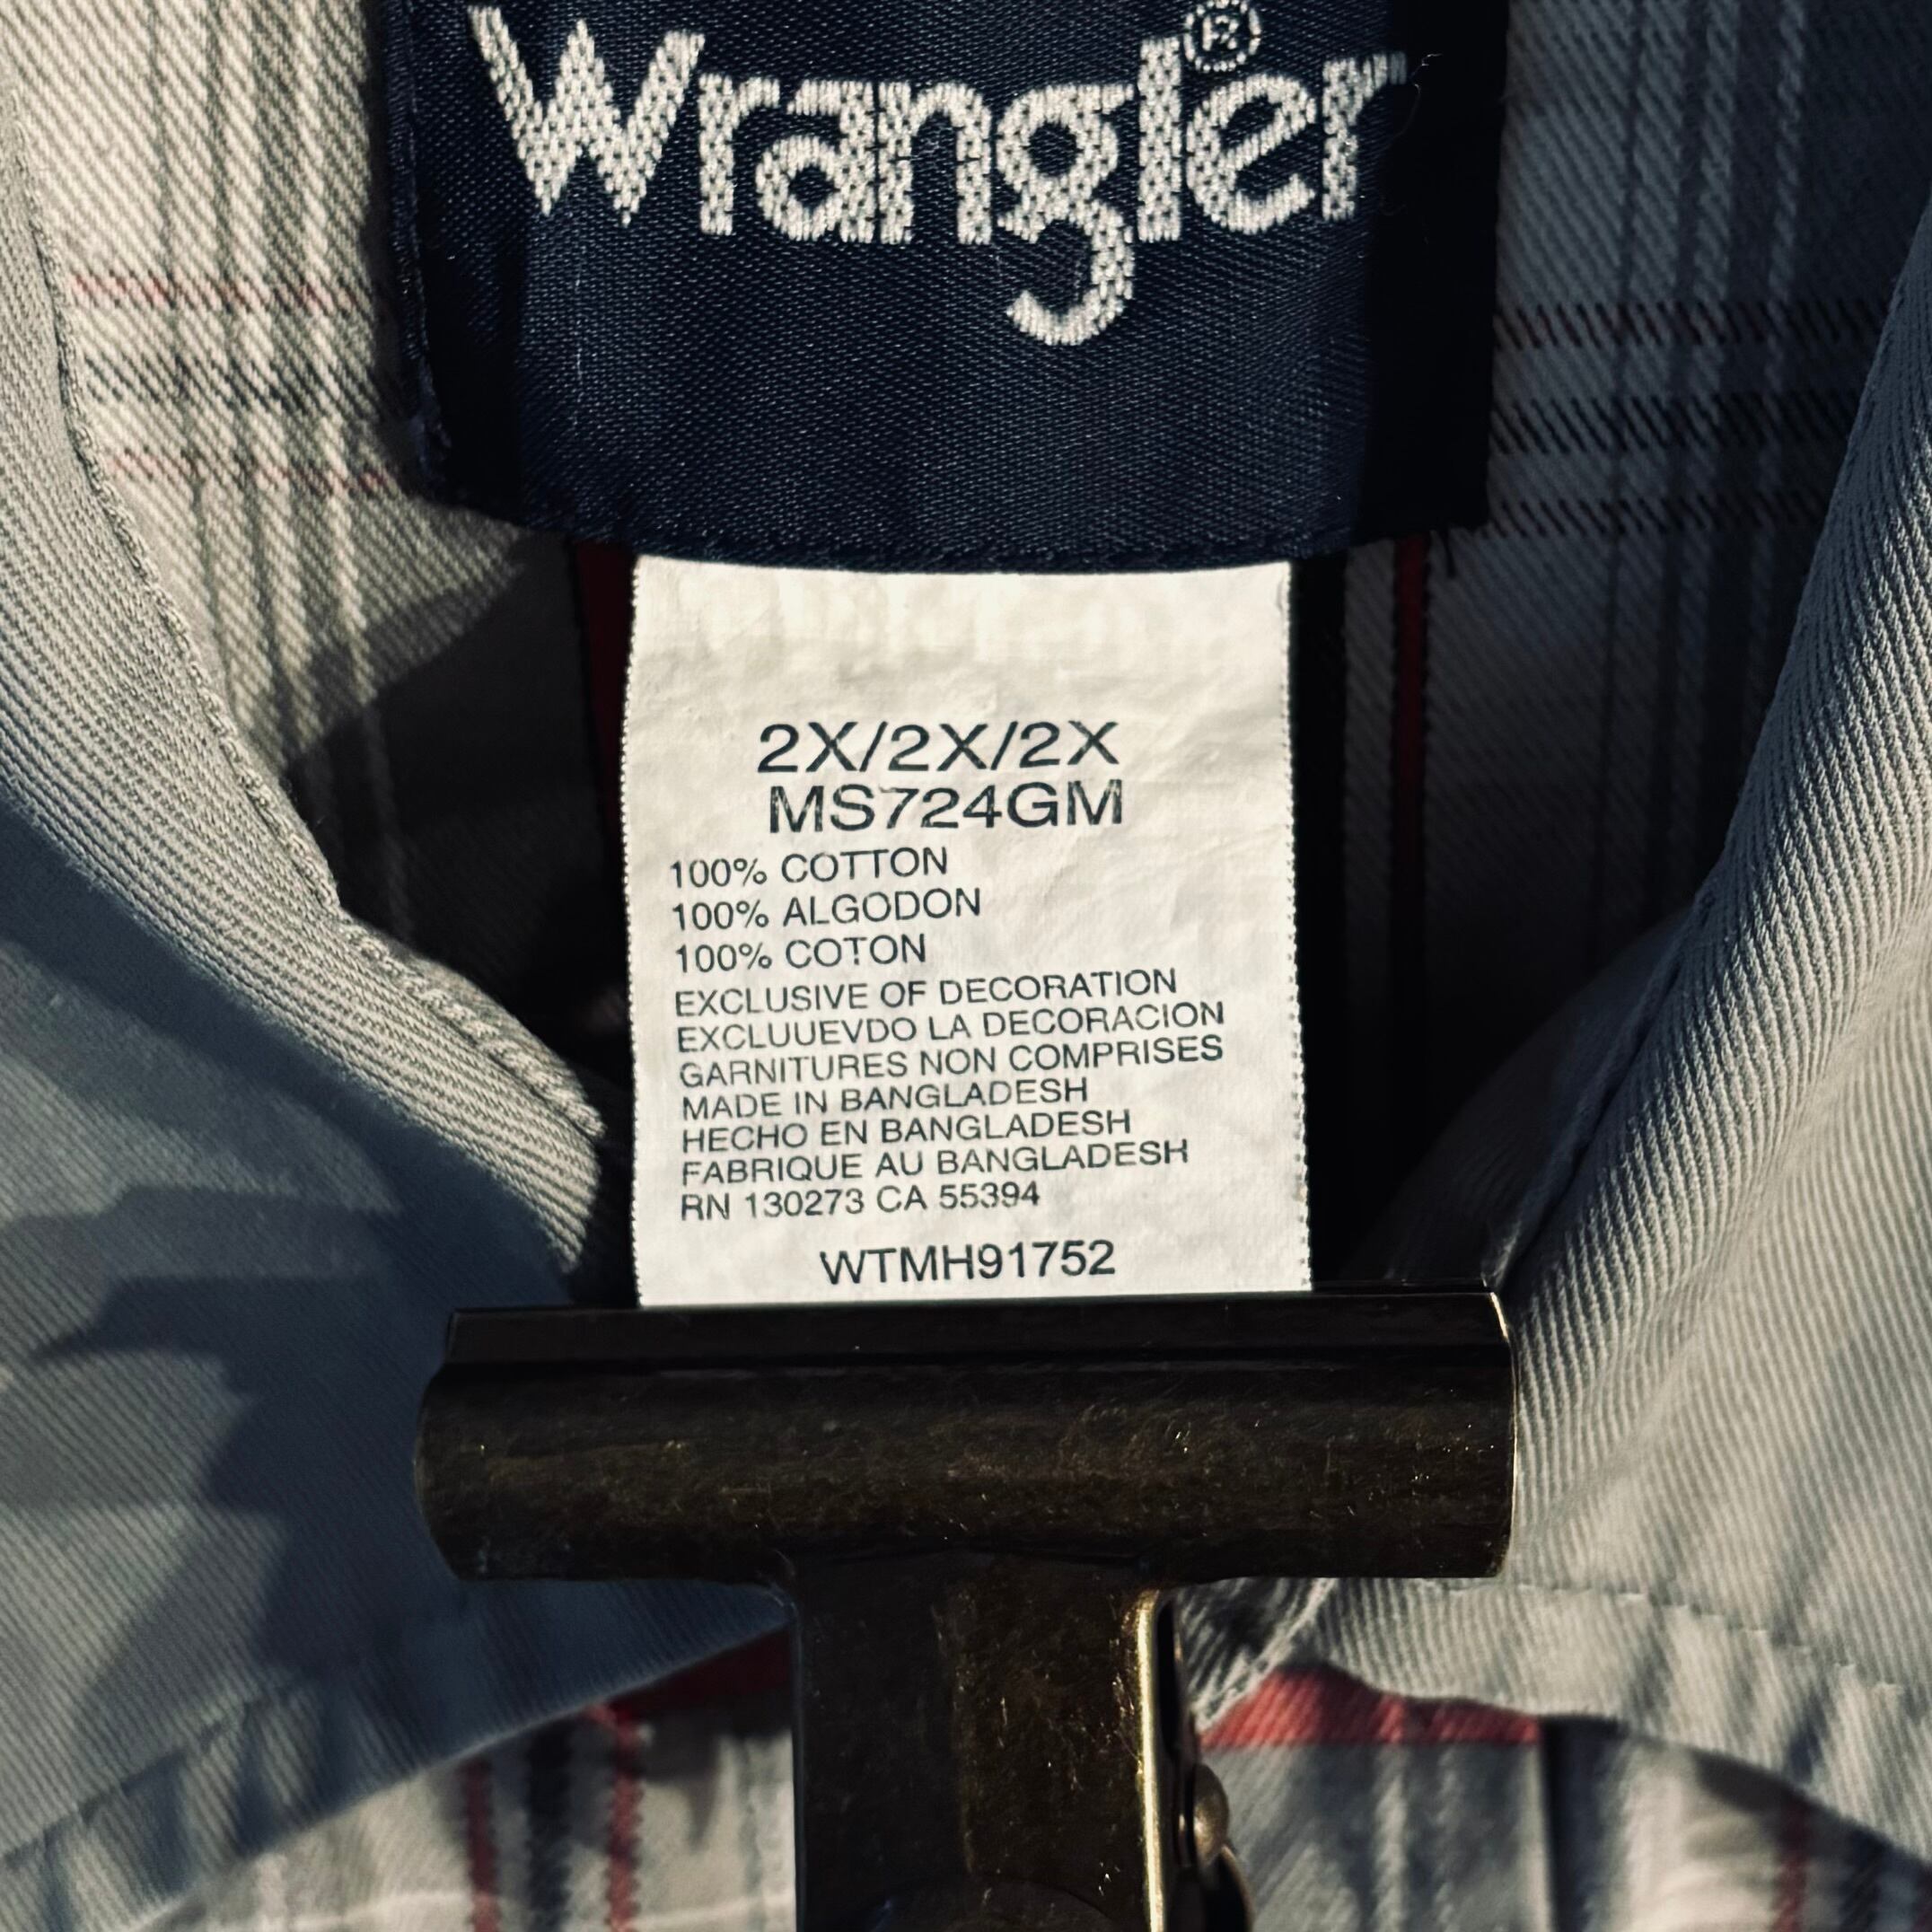 Wrangler®
2X/2X/2X
MS724GM
100% COTTON
100% ALGODON
100% COTON
EXCLUSIVE OF DECORATION
EXCLUUEVDO LA DECORACION
GARNITURES NON COMPRISES
MADE IN BANGLADESH
HECHO EN BANGLADESH
FABRIQUE AU BANGLADESH
RN 130273 CA 55394
WTMH91752